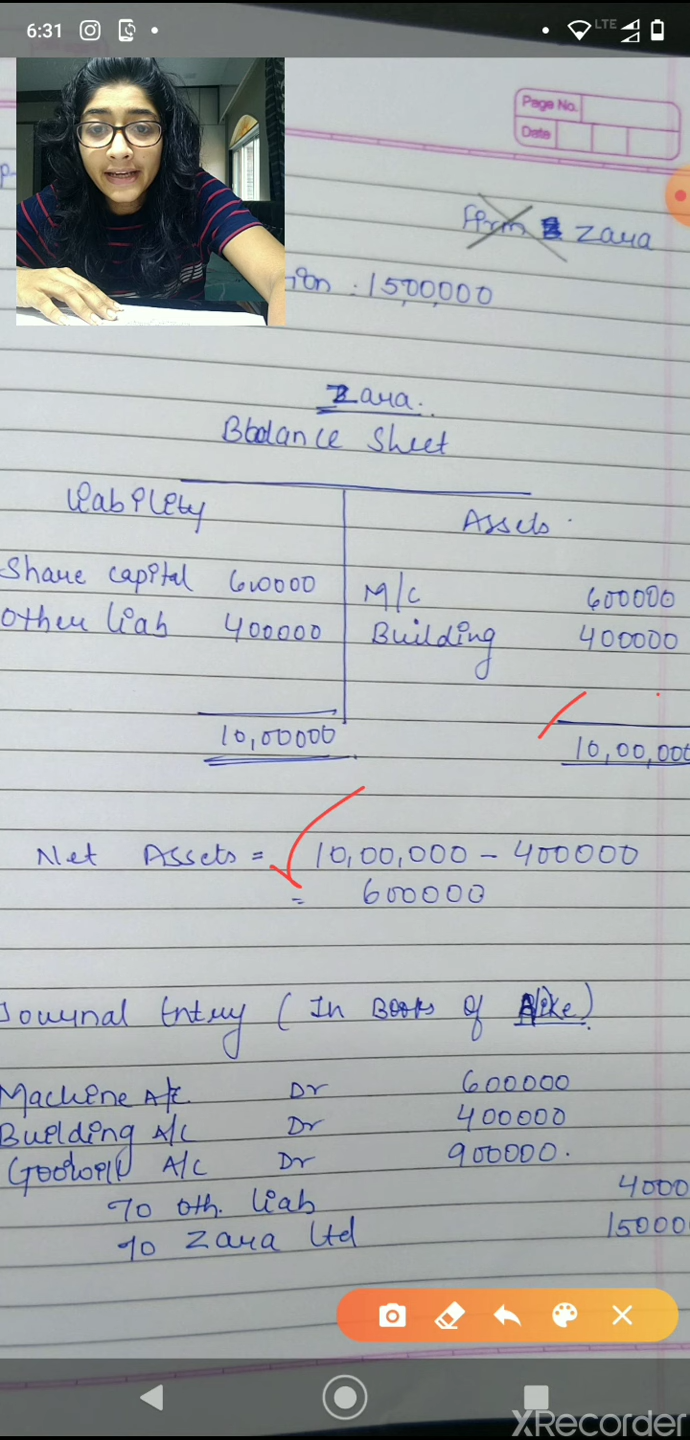 6:31 LTE
Page No.
Date
Firm Z Zara
ion : 15,00,000
Zara.
Balance Sheet
Liability Assets
Share capital 600000 M/C 600000
Other liab 400000 Building 400000
10,00000 10,00,000
Net Assets = 10,00,000 - 400000
= 600000
Journal Entry (In Books of Alike)
Machine A/c Dr 600000
Building A/c Dr 400000
Goodwill A/c Dr 900000.
To Oth. liab 4000
To Zara Ltd 15000
XRecorder